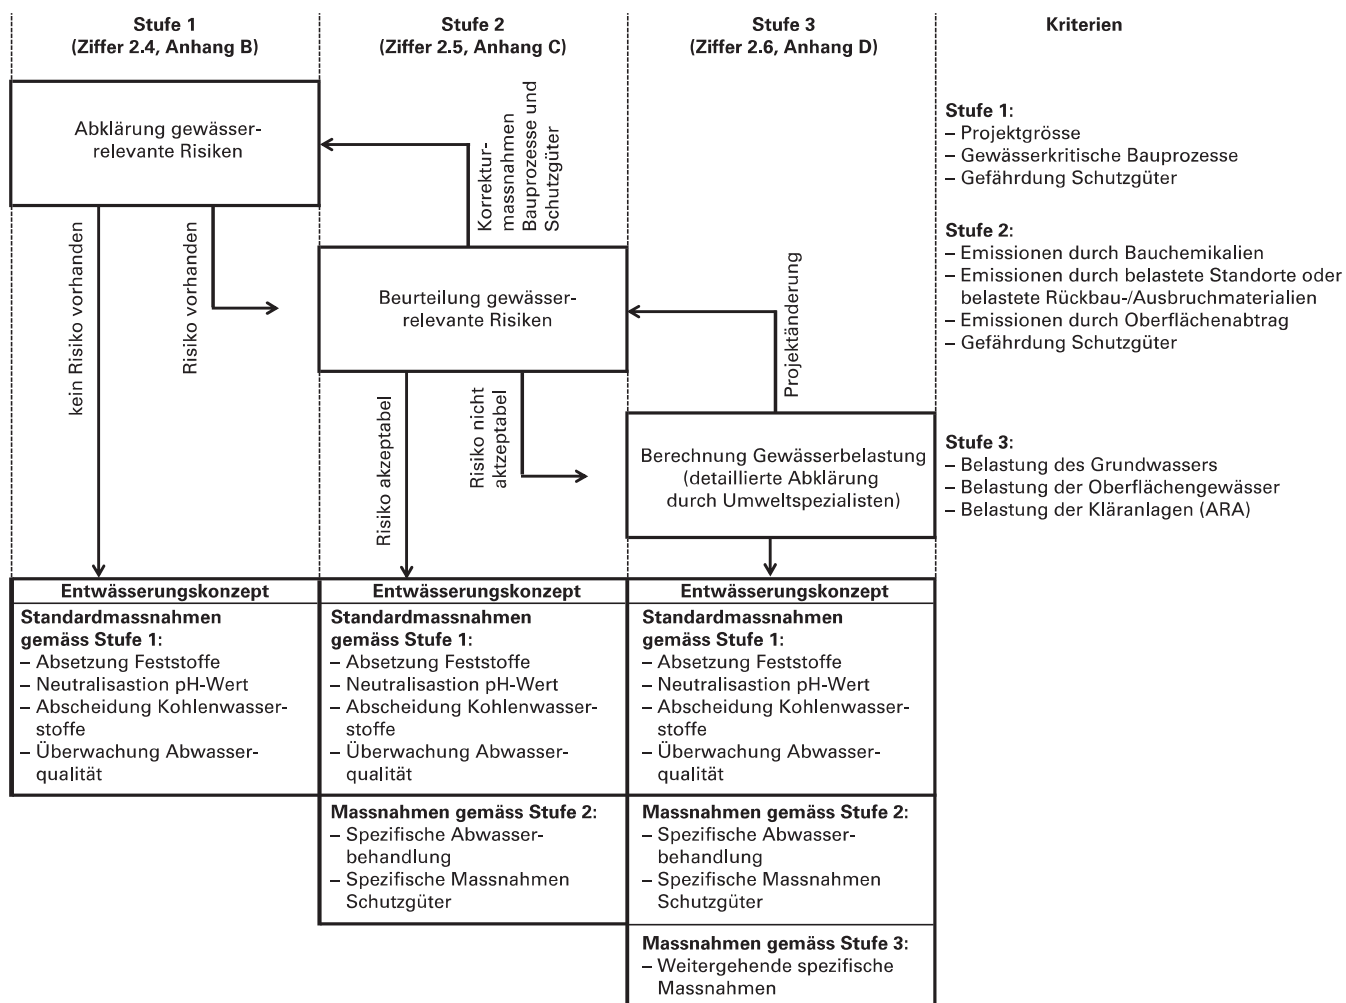 Stufe 1
(Ziffer 2.4, Anhang B)
Stufe 2
(Ziffer 2.5, Anhang C)
Stufe 3
(Ziffer 2.6, Anhang D)
Kriterien
Abklärung gewässer-
relevante Risiken
kein Risiko vorhanden
Risiko vorhanden
Korrektur-
massnahmen
Bauprozesse und
Schutzgüter
Beurteilung gewässer-
relevante Risiken
Risiko akzeptabel
Risiko nicht
aktzeptabel
Projektänderung
Berechnung Gewässerbelastung
(detaillierte Abklärung
durch Umweltspezialisten)
Stufe 1:
– Projektgrösse
– Gewässerkritische Bauprozesse
– Gefährdung Schutzgüter
Stufe 2:
– Emissionen durch Bauchemikalien
– Emissionen durch belastete Standorte oder
belastete Rückbau-/Ausbruchmaterialien
– Emissionen durch Oberflächenabtrag
– Gefährdung Schutzgüter
Stufe 3:
– Belastung des Grundwassers
– Belastung der Oberflächengewässer
– Belastung der Kläranlagen (ARA)
Entwässerungskonzept
Standardmassnahmen
gemäss Stufe 1:
– Absetzung Feststoffe
– Neutralisastion pH-Wert
– Abscheidung Kohlenwasser-
stoffe
– Überwachung Abwasser-
qualität
Entwässerungskonzept
Standardmassnahmen
gemäss Stufe 1:
– Absetzung Feststoffe
– Neutralisastion pH-Wert
– Abscheidung Kohlenwasser-
stoffe
– Überwachung Abwasser-
qualität
Massnahmen gemäss Stufe 2:
– Spezifische Abwasser-
behandlung
– Spezifische Massnahmen
Schutzgüter
Entwässerungskonzept
Standardmassnahmen
gemäss Stufe 1:
– Absetzung Feststoffe
– Neutralisastion pH-Wert
– Abscheidung Kohlenwasser-
stoffe
– Überwachung Abwasser-
qualität
Massnahmen gemäss Stufe 2:
– Spezifische Abwasser-
behandlung
– Spezifische Massnahmen
Schutzgüter
Massnahmen gemäss Stufe 3:
– Weitergehende spezifische
Massnahmen